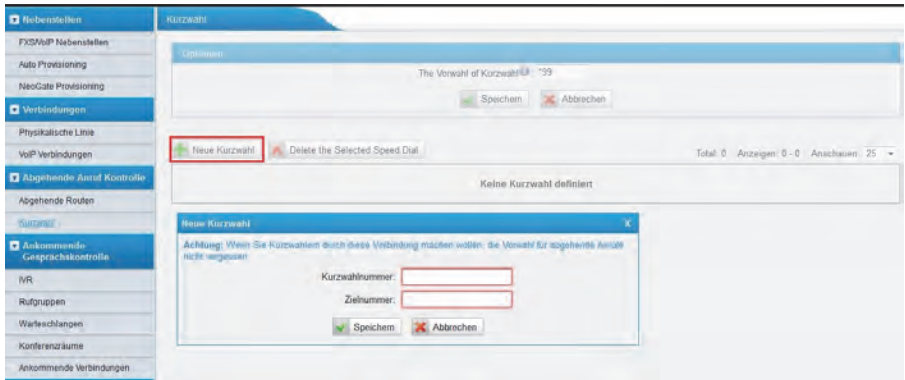 Nebenstellen
FXS/VoIP Nebenstellen
Auto Provisioning
NeoGate Provisioning
Verbindungen
Physikalische Linie
VoIP Verbindungen
Abgehende Anruf Kontrolle
Abgehende Routen
Kurzwahl
Ankommende
Gesprächskontrolle
IVR
Rufgruppen
Warteschlangen
Konferenzräume
Ankommende Verbindungen
Kurzwahl
Optionen
The Vorwahl of Kurzwahl: *99
Speichern Abbrechen
Neue Kurzwahl Delete the Selected Speed Dial
Total: 0 Anzeigen: 0 - 0 Anschauen: 25
Keine Kurzwahl definiert
Neue Kurzwahl X
Achtung: Wenn Sie Kurzwahlern durch diese Verbindung machen wollen, die Vorwahl für abgehende Anrufe
nicht vergessen
Kurzwahlnummer:
Zielnummer:
Speichern Abbrechen